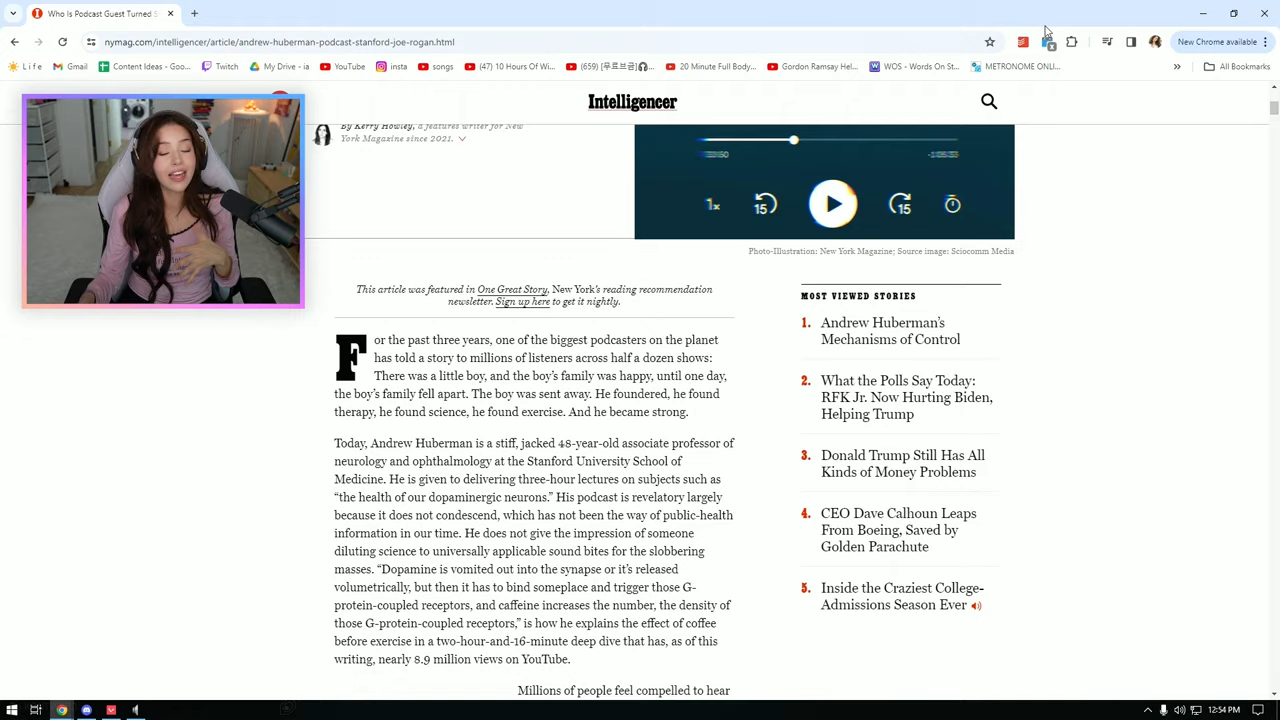 Who Is Podcast Guest Turned
nymag.com/intelligencer/article/andrew-huberman-podcast-stanford-joe-rogan.html
New Chrome available
L i f e
Gmail
Content Ideas - Goo...
Twitch
My Drive - ia
YouTube
insta
songs
(47) 10 Hours Of Wi...
20 Minute Full Body...
Gordon Ramsay Hel...
WOS - Words On St...
METRONOME ONLI...
»
All Bookmarks
Intelligencer
By Kerry Howley, a features writer for New
York Magazine since 2021.
1x
15
15
Photo-Illustration: New York Magazine; Source image: Sciocomm Media
This article was featured in One Great Story, New York's reading recommendation
newsletter. Sign up here to get it nightly.
For the past three years, one of the biggest podcasters on the planet
has told a story to millions of listeners across half a dozen shows:
There was a little boy, and the boy's family was happy, until one day,
the boy's family fell apart. The boy was sent away. He foundered, he found
therapy, he found science, he found exercise. And he became strong.
Today, Andrew Huberman is a stiff, jacked 48-year-old associate professor of
neurology and ophthalmology at the Stanford University School of
Medicine. He is given to delivering three-hour lectures on subjects such as
“the health of our dopaminergic neurons.” His podcast is revelatory largely
because it does not condescend, which has not been the way of public-health
information in our time. He does not give the impression of someone
diluting science to universally applicable sound bites for the slobbering
masses. “Dopamine is vomited out into the synapse or it's released
volumetrically, but then it has to bind someplace and trigger those G-
protein-coupled receptors, and caffeine increases the number, the density of
those G-protein-coupled receptors,” is how he explains the effect of coffee
before exercise in a two-hour-and-16-minute deep dive that has, as of this
writing, nearly 8.9 million views on YouTube.
Millions of people feel compelled to hear
MOST VIEWED STORIES
1. Andrew Huberman's
Mechanisms of Control
2. What the Polls Say Today:
RFK Jr. Now Hurting Biden,
Helping Trump
3. Donald Trump Still Has All
Kinds of Money Problems
4. CEO Dave Calhoun Leaps
From Boeing, Saved by
Golden Parachute
5. Inside the Craziest College-
Admissions Season Ever
12:54 PM